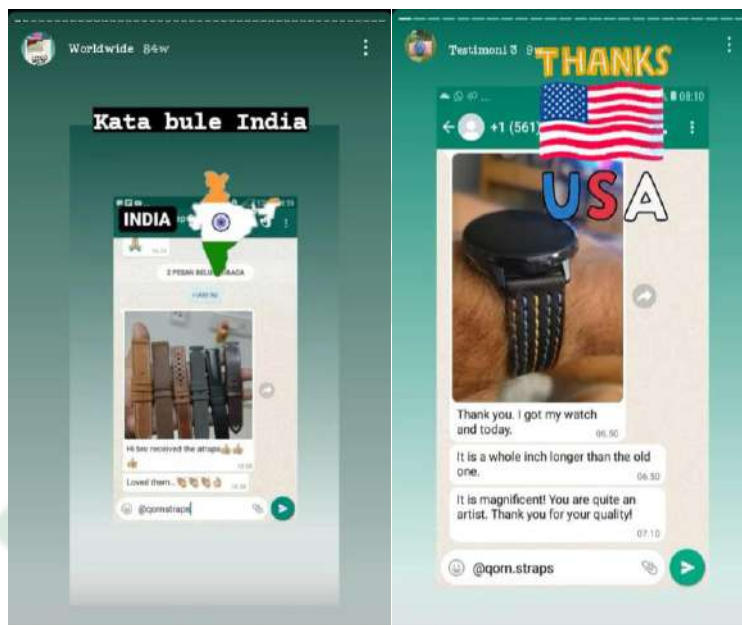 Worldwide 84w
Kata bule India
INDIA
2 PESAN BELUM DIBACA
Hi bro received the atraps
Loved them..
@qornstraps
Testimoni 3 9w
THANKS
08:10
+1 (561)
USA
Thank you. I got my watch
and today.
06.50
It is a whole inch longer than the old
one.
06.50
It is magnificent! You are quite an
artist. Thank you for your quality!
07.10
@qorn.straps